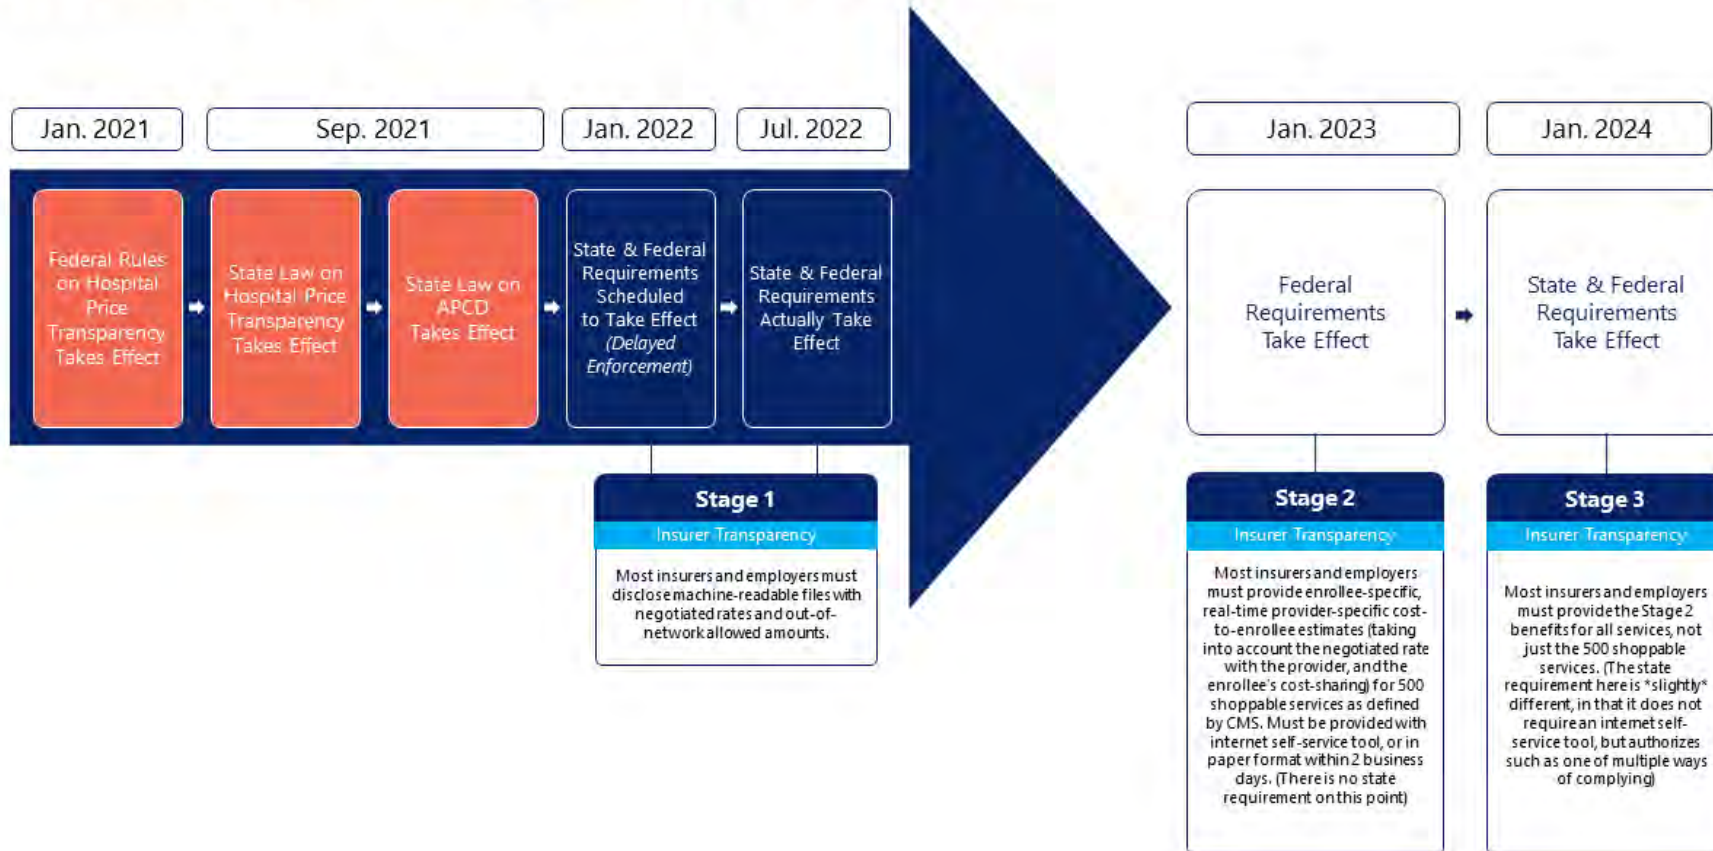 Jan. 2021
Sep. 2021
Jan. 2022
Jul. 2022
Jan. 2023
Jan. 2024
Federal Rules
on Hospital
Price
Transparency
Takes Effect
State Law on
Hospital Price
Transparency
Takes Effect
State Law on
APCD
Takes Effect
State & Federal
Requirements
Scheduled
to Take Effect
(Delayed
Enforcement)
State & Federal
Requirements
Actually Take
Effect
Federal
Requirements
Take Effect
State & Federal
Requirements
Take Effect
Stage 1
Insurer Transparency
Most insurers and employers must
disclose machine-readable files with
negotiated rates and out-of-
network allowed amounts.
Stage 2
Insurer Transparency
Most insurers and employers
must provide enrollee-specific,
real-time provider-specific cost-
to-enrollee estimates (taking
into account the negotiated rate
with the provider, and the
enrollee's cost-sharing) for 500
shoppable services as defined
by CMS. Must be provided with
internet self-service tool, or in
paper format within 2 business
days. (There is no state
requirement on this point)
Stage 3
Insurer Transparency
Most insurers and employers
must provide the Stage 2
benefits for all services, not
just the 500 shoppable
services. (The state
requirement here is *slightly*
different, in that it does not
require an internet self-
service tool, but authorizes
such as one of multiple ways
of complying)